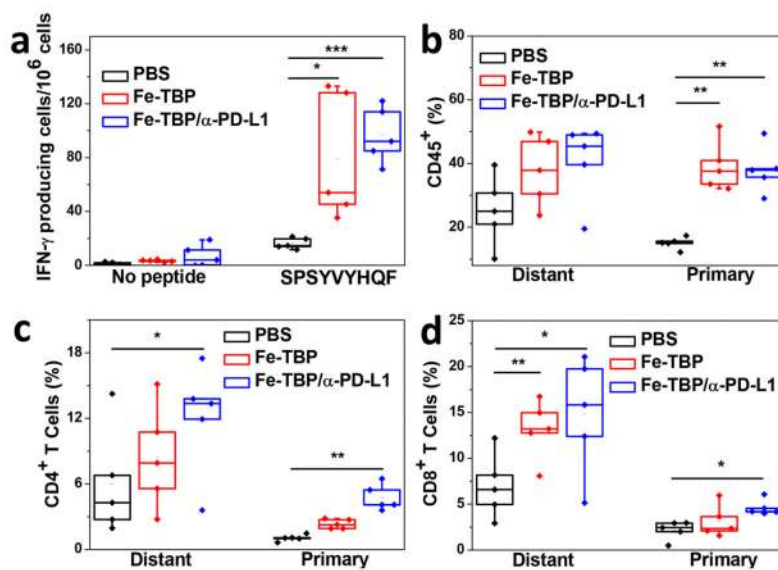 a
IFN-γ producing cells/10⁶ cells
160
120
80
40
0
PBS
Fe-TBP
Fe-TBP/α-PD-L1
***
*
No peptide
SPSYVYHQF
b
CD45⁺ (%)
60
40
20
PBS
Fe-TBP
Fe-TBP/α-PD-L1
**
**
Distant
Primary
c
CD4⁺ T Cells (%)
18
12
6
0
PBS
Fe-TBP
Fe-TBP/α-PD-L1
*
**
Distant
Primary
d
CD8⁺ T Cells (%)
25
20
15
10
5
0
PBS
Fe-TBP
Fe-TBP/α-PD-L1
*
**
*
Distant
Primary